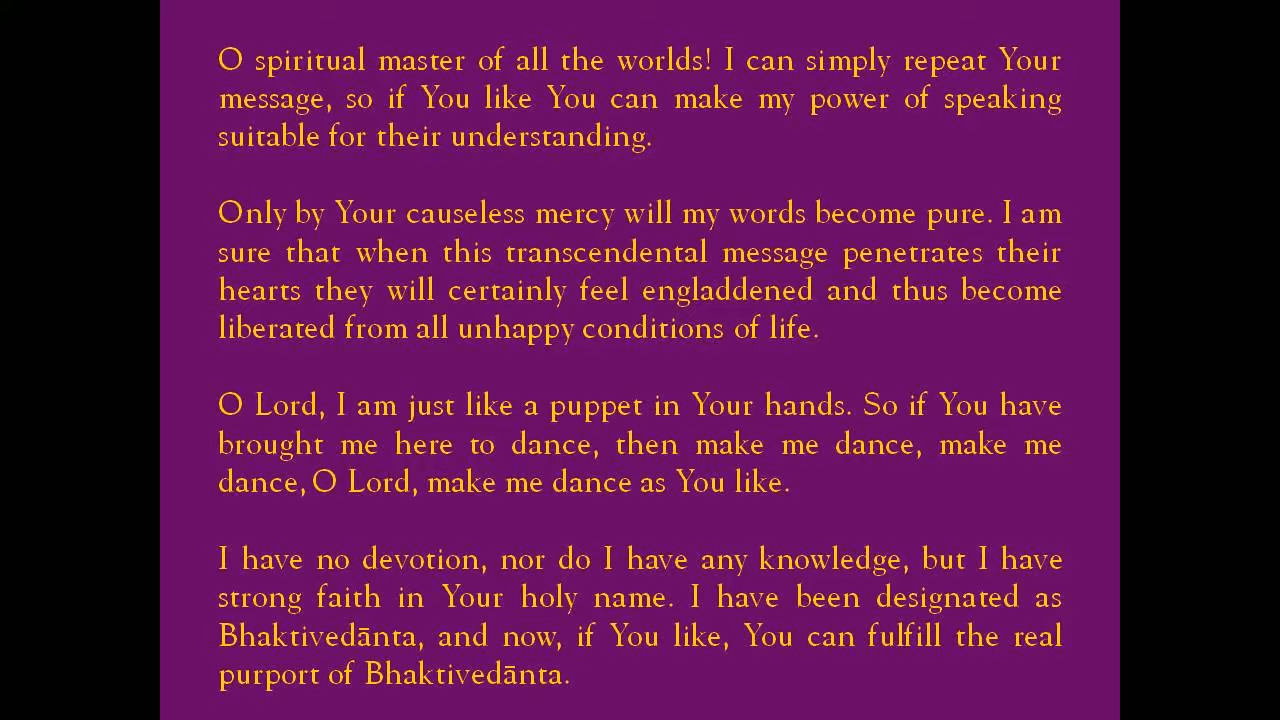 O spiritual master of all the worlds! I can simply repeat Your
message, so if You like You can make my power of speaking
suitable for their understanding.
Only by Your causeless mercy will my words become pure. I am
sure that when this transcendental message penetrates their
hearts they will certainly feel engladdened and thus become
liberated from all unhappy conditions of life.
O Lord, I am just like a puppet in Your hands. So if You have
brought me here to dance, then make me dance, make me
dance, O Lord, make me dance as You like.
I have no devotion, nor do I have any knowledge, but I have
strong faith in Your holy name. I have been designated as
Bhaktivedānta, and now, if You like, You can fulfill the real
purport of Bhaktivedānta.